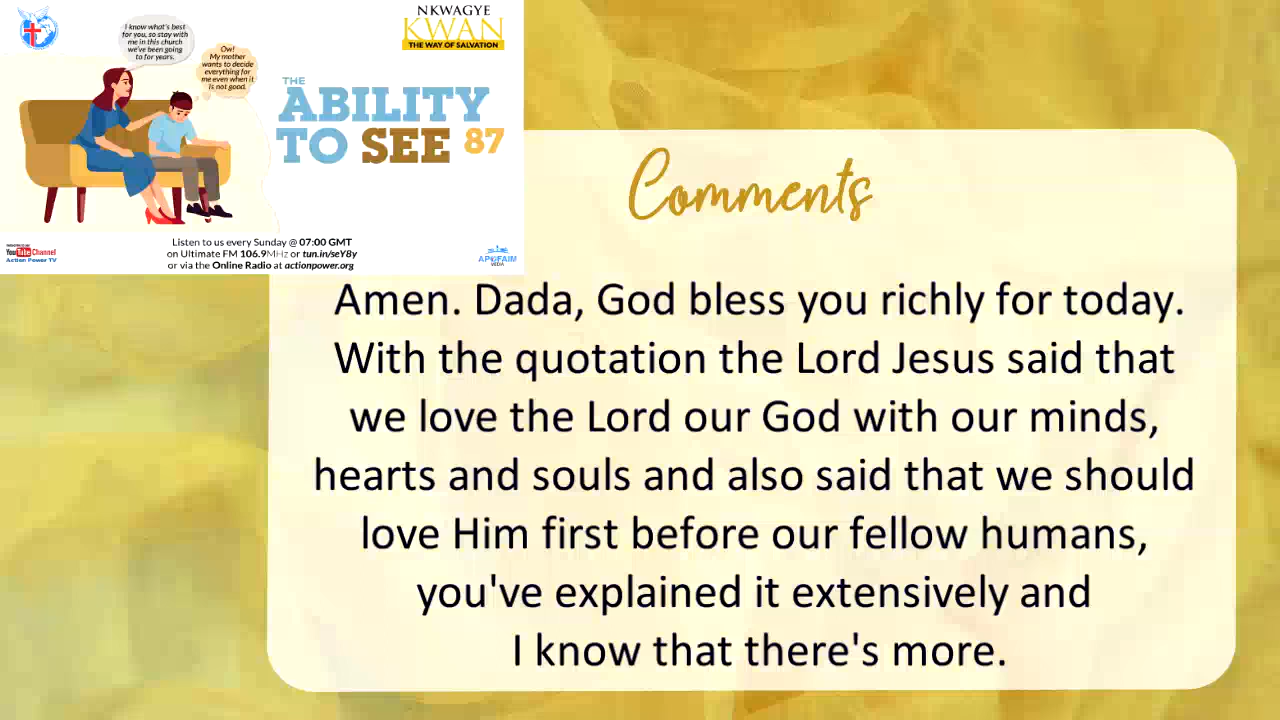 I know what's best
for you, so stay with
me in this church
we've been going
to for years.
Ow!
My mother
wants to decide
everything for
me even when it
is not good.
NKWAGYE
KWAN
THE WAY OF SALVATION
THE
ABILITY
TO SEE 87
YouTube Channel
Action Power TV
Listen to us every Sunday @ 07:00 GMT
on Ultimate FM 106.9MHz or tun.in/seY8y
or via the Online Radio at actionpower.org
APOFAIM
MEDIA
Comments
Amen. Dada, God bless you richly for today.
With the quotation the Lord Jesus said that
we love the Lord our God with our minds,
hearts and souls and also said that we should
love Him first before our fellow humans,
you've explained it extensively and
I know that there's more.